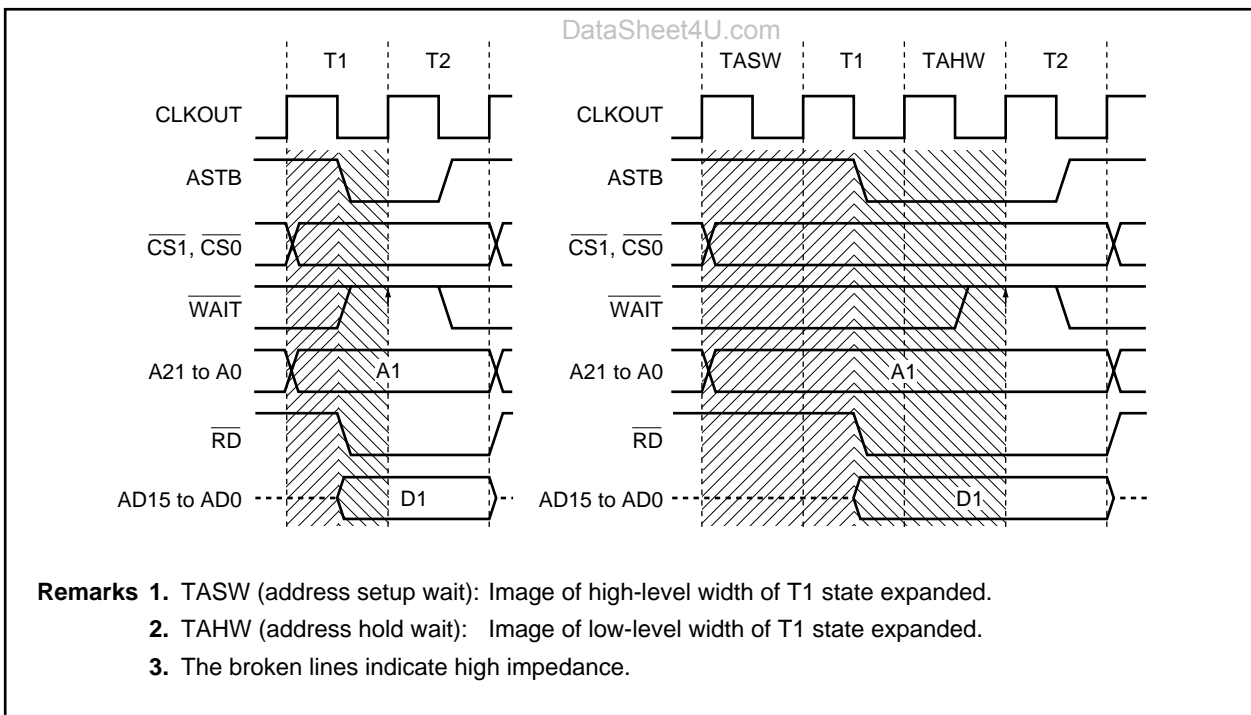 DataSheet4U.com
T1 T2
CLKOUT
ASTB
CS1, CS0
WAIT
A21 to A0 A1
RD
AD15 to AD0 D1
TASW T1 TAHW T2
CLKOUT
ASTB
CS1, CS0
WAIT
A21 to A0 A1
RD
AD15 to AD0 D1
Remarks 1. TASW (address setup wait): Image of high-level width of T1 state expanded.
2. TAHW (address hold wait): Image of low-level width of T1 state expanded.
3. The broken lines indicate high impedance.